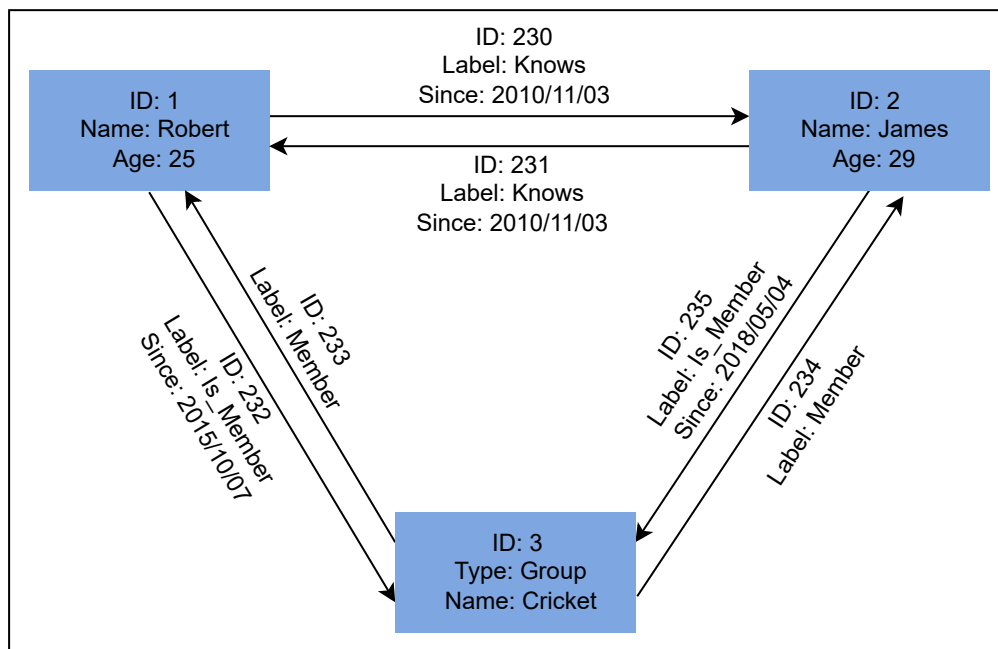 ID: 230
Label: Knows
Since: 2010/11/03
ID: 1
Name: Robert
Age: 25
ID: 2
Name: James
Age: 29
ID: 231
Label: Knows
Since: 2010/11/03
ID: 232
Label: Is_Member
Since: 2015/10/07
ID: 233
Label: Member
ID: 235
Label: Is_Member
Since: 2018/05/04
ID: 234
Label: Member
ID: 3
Type: Group
Name: Cricket